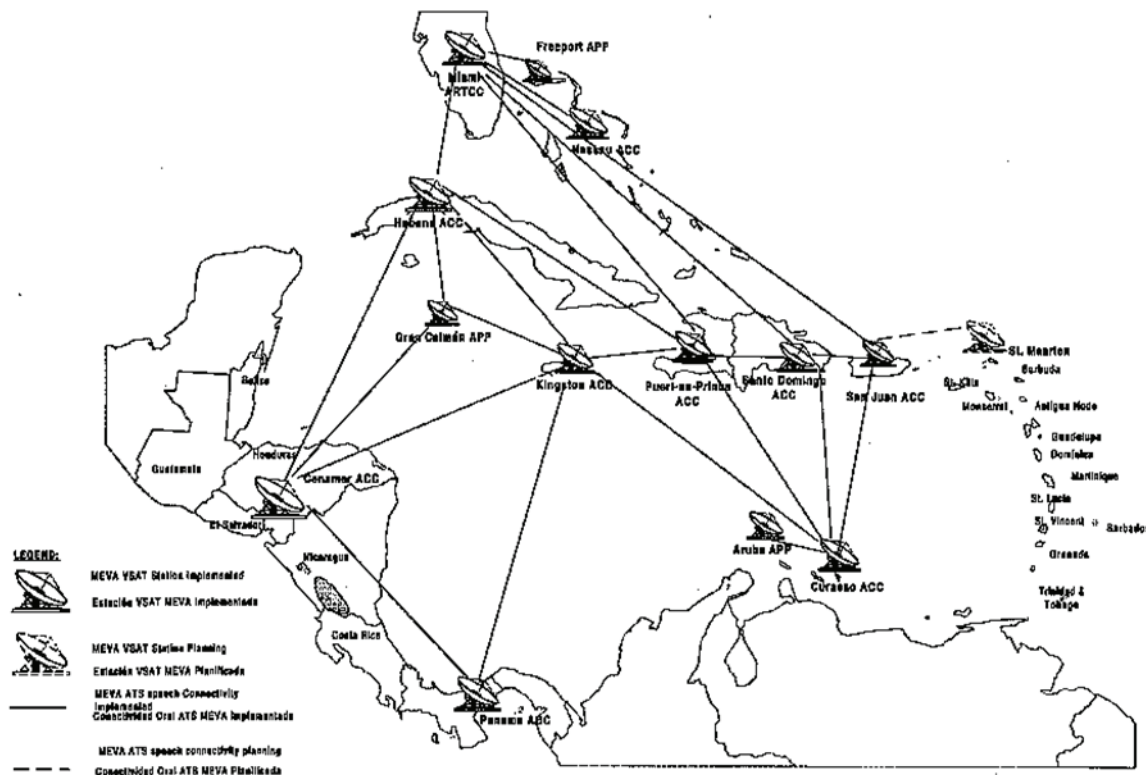 Freeport APP
Miami
ARTCC
Nassau ACC
Habana ACC
Gran Caimán APP
Kingston ACC
Port-au-Prince
ACC
Santo Domingo
ACC
San Juan ACC
St. Maarten
Barbuda
St. Kits
Monserrat
Antigua
Guadelupe
Dominica
Martinique
St. Lucia
St. Vincent
Barbados
Grenada
Trinidad &
Tobago
Belize
Guatemala
Honduras
Cenamer ACC
El Salvador
Nicaragua
Costa Rica
Panama ACC
Aruba APP
Curacao ACC
LEGEND:
MEVA VSAT Station Implemented
Estación VSAT MEVA Implementada
MEVA VSAT Station Planning
Estación VSAT MEVA Planificada
MEVA ATS speech Connectivity
Implemented
Conectividad Oral ATS MEVA Implementada
MEVA ATS speech connectivity planning
Conectividad Oral ATS MEVA Planificada